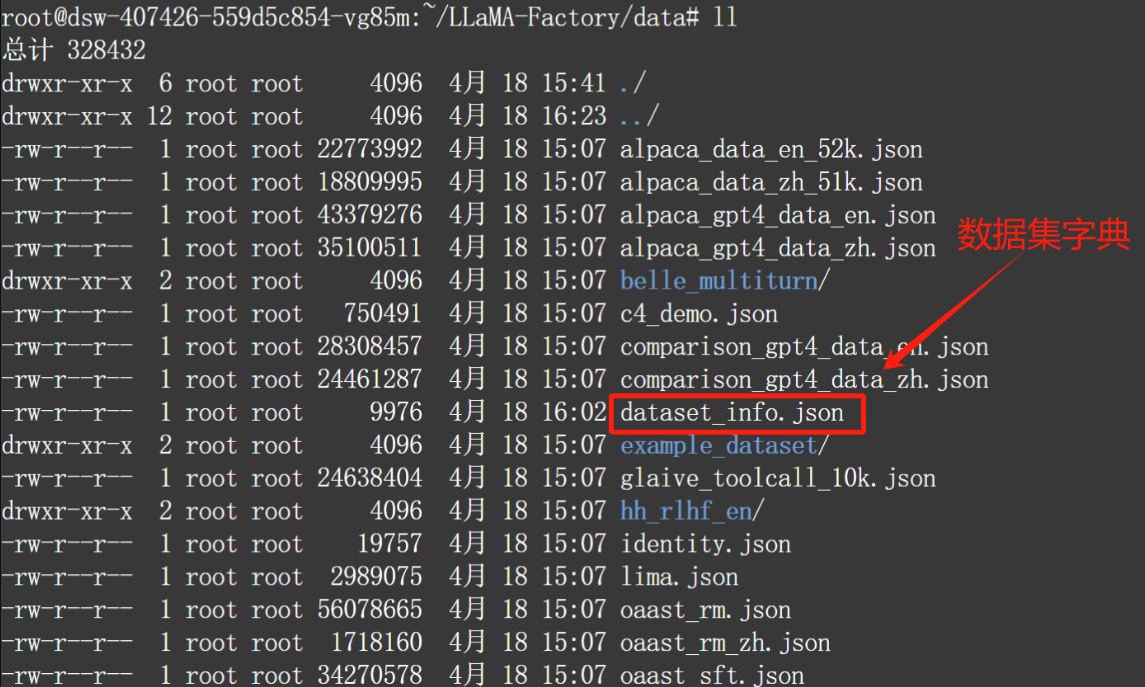 root@dsw-407426-559d5c854-vg85m:~/LLaMA-Factory/data# ll
总计 328432
drwxr-xr-x  6 root root     4096  4月 18 15:41 ./
drwxr-xr-x 12 root root     4096  4月 18 16:23 ../
-rw-r--r--  1 root root 22773992  4月 18 15:07 alpaca_data_en_52k.json
-rw-r--r--  1 root root 18809995  4月 18 15:07 alpaca_data_zh_51k.json
-rw-r--r--  1 root root 43379276  4月 18 15:07 alpaca_gpt4_data_en.json
数据集字典
-rw-r--r--  1 root root 35100511  4月 18 15:07 alpaca_gpt4_data_zh.json
drwxr-xr-x  2 root root     4096  4月 18 15:07 belle_multiturn/
-rw-r--r--  1 root root   750491  4月 18 15:07 c4_demo.json
-rw-r--r--  1 root root 28308457  4月 18 15:07 comparison_gpt4_data_en.json
-rw-r--r--  1 root root 24461287  4月 18 15:07 comparison_gpt4_data_zh.json
-rw-r--r--  1 root root     9976  4月 18 16:02 dataset_info.json
drwxr-xr-x  2 root root     4096  4月 18 15:07 example_dataset/
-rw-r--r--  1 root root 24638404  4月 18 15:07 glaive_toolcall_10k.json
drwxr-xr-x  2 root root     4096  4月 18 15:07 hh_rlhf_en/
-rw-r--r--  1 root root    19757  4月 18 15:07 identity.json
-rw-r--r--  1 root root  2989075  4月 18 15:07 lima.json
-rw-r--r--  1 root root 56078665  4月 18 15:07 oaast_rm.json
-rw-r--r--  1 root root  1718160  4月 18 15:07 oaast_rm_zh.json
-rw-r--r--  1 root root 34270578  4月 18 15:07 oaast_sft.json